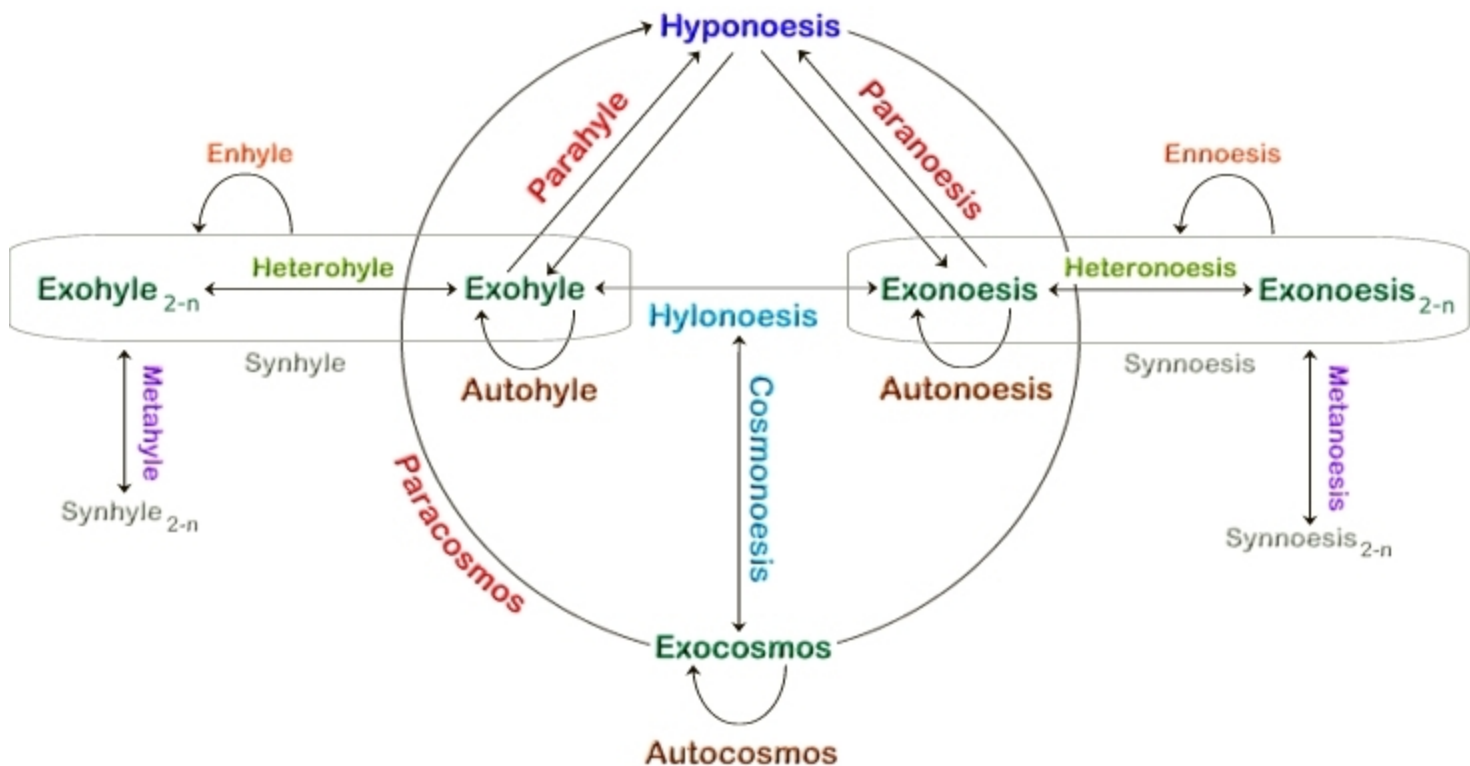 Hyponoesis
Parahyle
Paranoesis
Enhyle
Ennoesis
Heterohyle
Heteronoesis
Exohyle 2-n
Exohyle
Exonoesis
Exonoesis 2-n
Hylonoesis
Synhyle
Synnoesis
Autohyle
Autonoesis
Metahyle
Cosmonoesis
Metanoesis
Paracosmos
Synhyle 2-n
Synnoesis 2-n
Exocosmos
Autocosmos